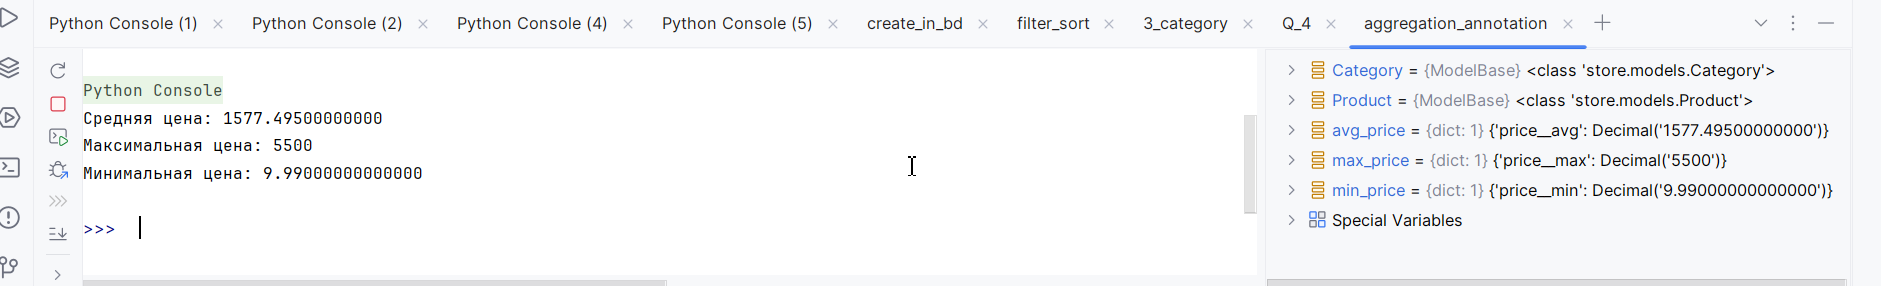 Python Console (1) Python Console (2) Python Console (4) Python Console (5) create_in_bd filter_sort 3_category Q_4 aggregation_annotation
Python Console
Средняя цена: 1577.49500000000
Максимальная цена: 5500
Минимальная цена: 9.99000000000000
>>>
Category = {ModelBase} <class 'store.models.Category'>
Product = {ModelBase} <class 'store.models.Product'>
avg_price = {dict: 1} {'price__avg': Decimal('1577.49500000000')}
max_price = {dict: 1} {'price__max': Decimal('5500')}
min_price = {dict: 1} {'price__min': Decimal('9.99000000000000')}
Special Variables